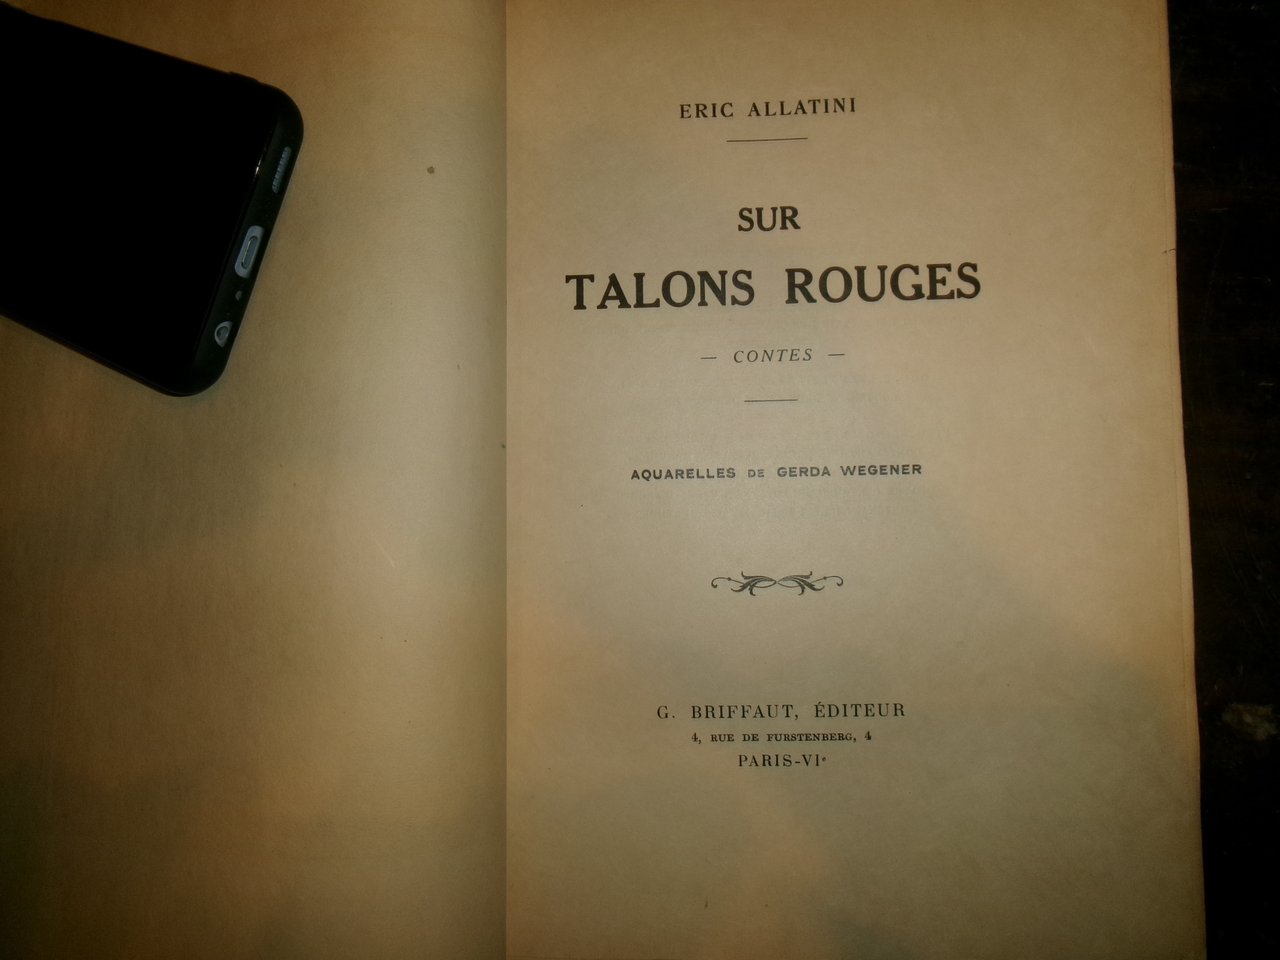 ERIC ALLATINI
SUR
TALONS ROUGES
— CONTES —
AQUARELLES DE GERDA WEGENER
G. BRIFFAUT, ÉDITEUR
4, RUE DE FURSTENBERG, 4
PARIS-VIe